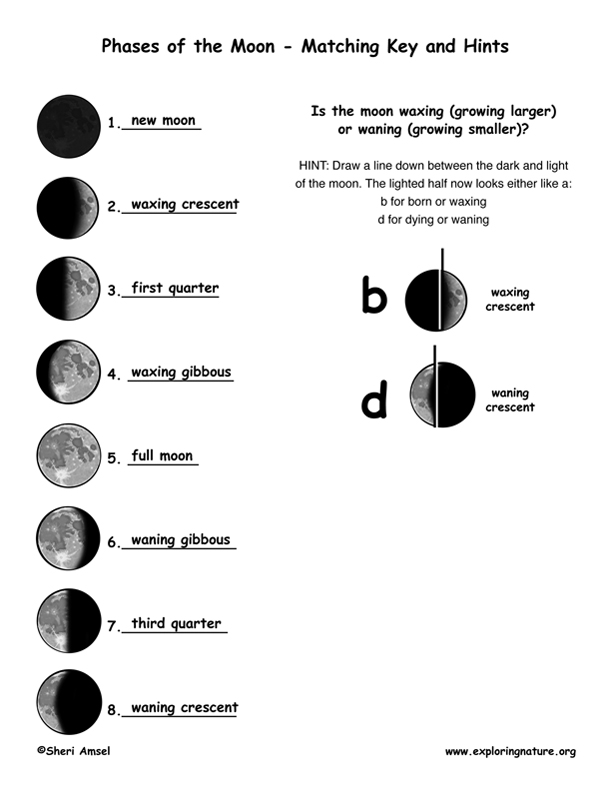 Phases of the Moon - Matching Key and Hints
1. new moon
2. waxing crescent
3. first quarter
4. waxing gibbous
5. full moon
6. waning gibbous
7. third quarter
8. waning crescent
Is the moon waxing (growing larger)
or waning (growing smaller)?
HINT: Draw a line down between the dark and light
of the moon. The lighted half now looks either like a:
b for born or waxing
d for dying or waning
b
waxing
crescent
d
waning
crescent
©Sheri Amsel
www.exploringnature.org